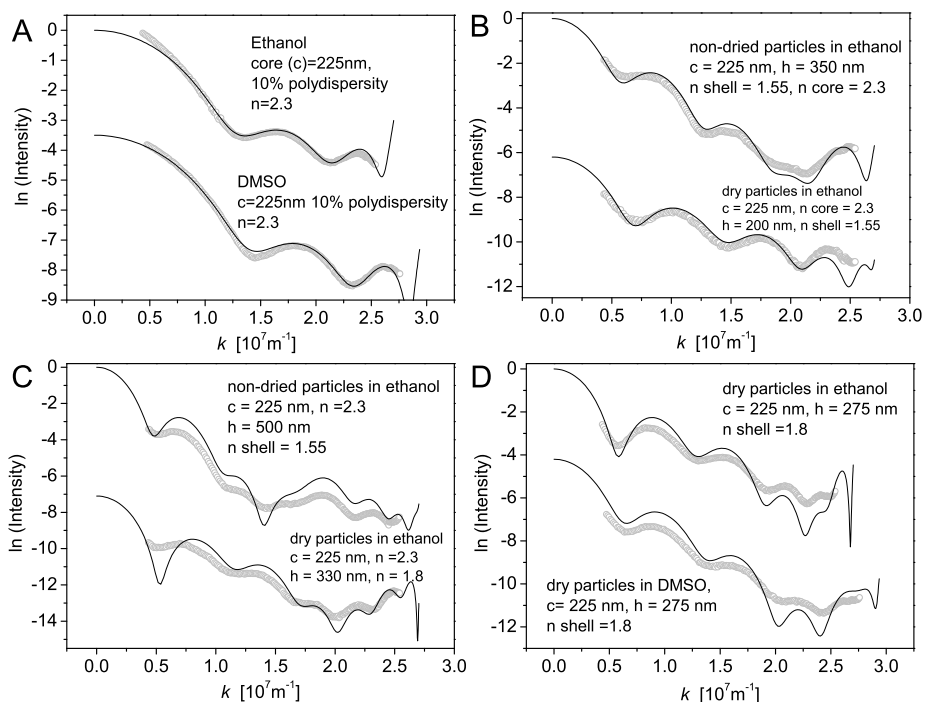 A
ln (Intensity)
0
-1
-2
-3
-4
-5
-6
-7
-8
-9
Ethanol
core (c)=225nm,
10% polydispersity
n=2.3
DMSO
c=225nm 10% polydispersity
n=2.3
0.0 0.5 1.0 1.5 2.0 2.5 3.0
k [10⁷m⁻¹]
B
ln (Intensity)
0
-2
-4
-6
-8
-10
-12
non-dried particles in ethanol
c = 225 nm, h = 350 nm
n shell = 1.55, n core = 2.3
dry particles in ethanol
c = 225 nm, n core = 2.3
h = 200 nm, n shell =1.55
0.0 0.5 1.0 1.5 2.0 2.5 3.0
k [10⁷m⁻¹]
C
ln (Intensity)
0
-2
-4
-6
-8
-10
-12
-14
non-dried particles in ethanol
c = 225 nm, n =2.3
h = 500 nm
n shell = 1.55
dry particles in ethanol
c = 225 nm, n =2.3
h = 330 nm, n = 1.8
0.0 0.5 1.0 1.5 2.0 2.5 3.0
k [10⁷m⁻¹]
D
ln (Intensity)
0
-2
-4
-6
-8
-10
-12
dry particles in ethanol
c = 225 nm, h = 275 nm
n shell =1.8
dry particles in DMSO,
c= 225 nm, h = 275 nm
n shell =1.8
0.0 0.5 1.0 1.5 2.0 2.5 3.0
k [10⁷m⁻¹]